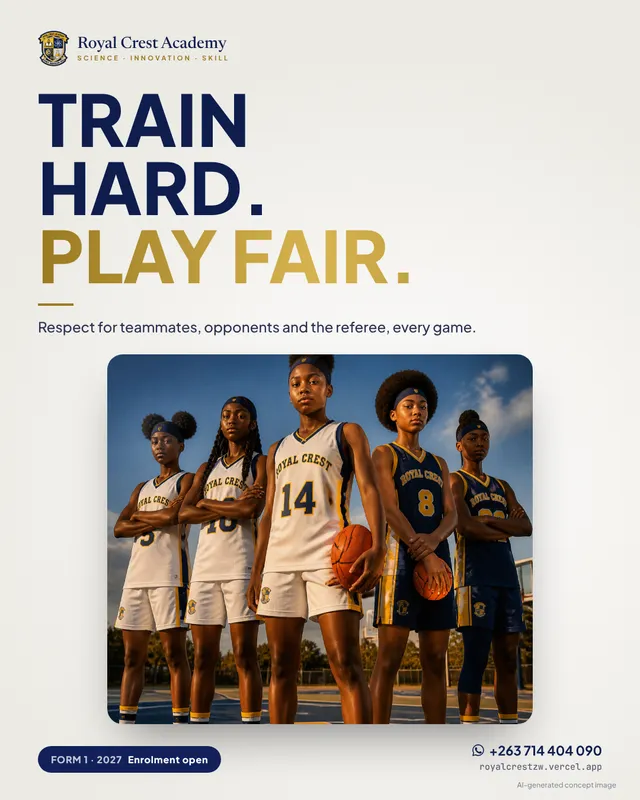 Royal Crest Academy
SCIENCE · INNOVATION · SKILL
TRAIN
HARD.
PLAY FAIR.
Respect for teammates, opponents and the referee, every game.
ROYAL CREST
14
ROYAL CREST
8
FORM 1 · 2027 Enrolment open
+263 714 404 090
royalcrestzw.vercel.app
AI-generated concept image